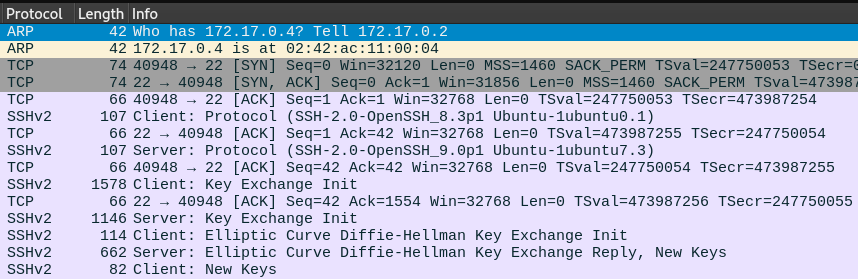 Protocol Length Info
ARP 42 Who has 172.17.0.4? Tell 172.17.0.2
ARP 42 172.17.0.4 is at 02:42:ac:11:00:04
TCP 74 40948 → 22 [SYN] Seq=0 Win=32120 Len=0 MSS=1460 SACK_PERM TSval=247750053 TSecr=0
TCP 74 22 → 40948 [SYN, ACK] Seq=0 Ack=1 Win=31856 Len=0 MSS=1460 SACK_PERM TSval=473987
TCP 66 40948 → 22 [ACK] Seq=1 Ack=1 Win=32768 Len=0 TSval=247750053 TSecr=473987254
SSHv2 107 Client: Protocol (SSH-2.0-OpenSSH_8.3p1 Ubuntu-1ubuntu0.1)
TCP 66 22 → 40948 [ACK] Seq=1 Ack=42 Win=32768 Len=0 TSval=473987255 TSecr=247750054
SSHv2 107 Server: Protocol (SSH-2.0-OpenSSH_9.0p1 Ubuntu-1ubuntu7.3)
TCP 66 40948 → 22 [ACK] Seq=42 Ack=42 Win=32768 Len=0 TSval=247750054 TSecr=473987255
SSHv2 1578 Client: Key Exchange Init
TCP 66 22 → 40948 [ACK] Seq=42 Ack=1554 Win=32768 Len=0 TSval=473987256 TSecr=247750055
SSHv2 1146 Server: Key Exchange Init
SSHv2 114 Client: Elliptic Curve Diffie-Hellman Key Exchange Init
SSHv2 662 Server: Elliptic Curve Diffie-Hellman Key Exchange Reply, New Keys
SSHv2 82 Client: New Keys